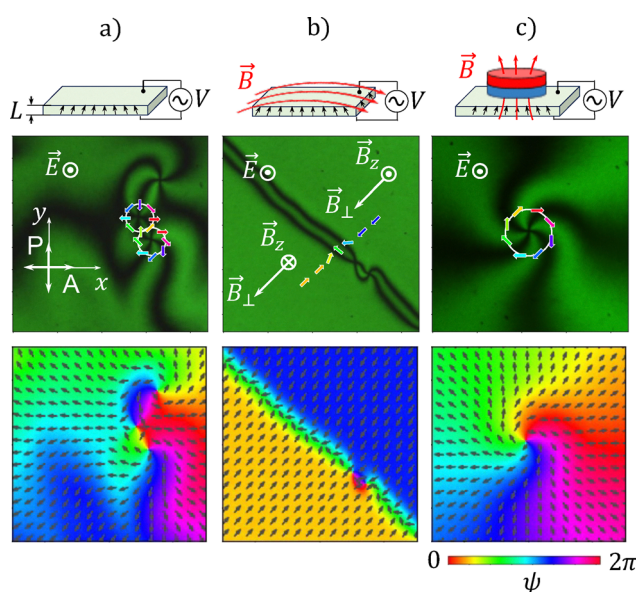 a) b) c)
L V B⃗ V B⃗ V
E⃗ y P A x
E⃗ B⃗z B⃗⊥ B⃗z B⃗⊥
E⃗
0 2π
ψ